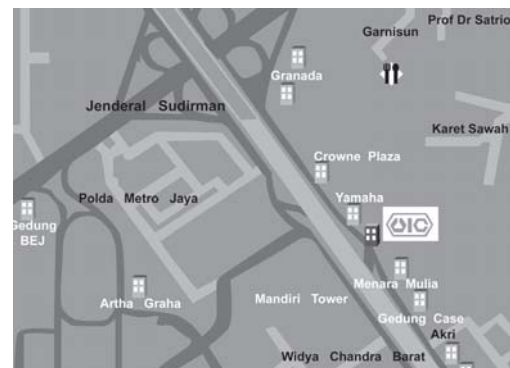 Prof Dr Satrio
Garnisun
Granada
Jenderal Sudirman
Karet Sawah
Crowne Plaza
Polda Metro Jaya
Yamaha
OIC
Gedung
BEJ
Menara Mulia
Artha Graha
Mandiri Tower
Gedung Case
Akri
Widya Chandra Barat